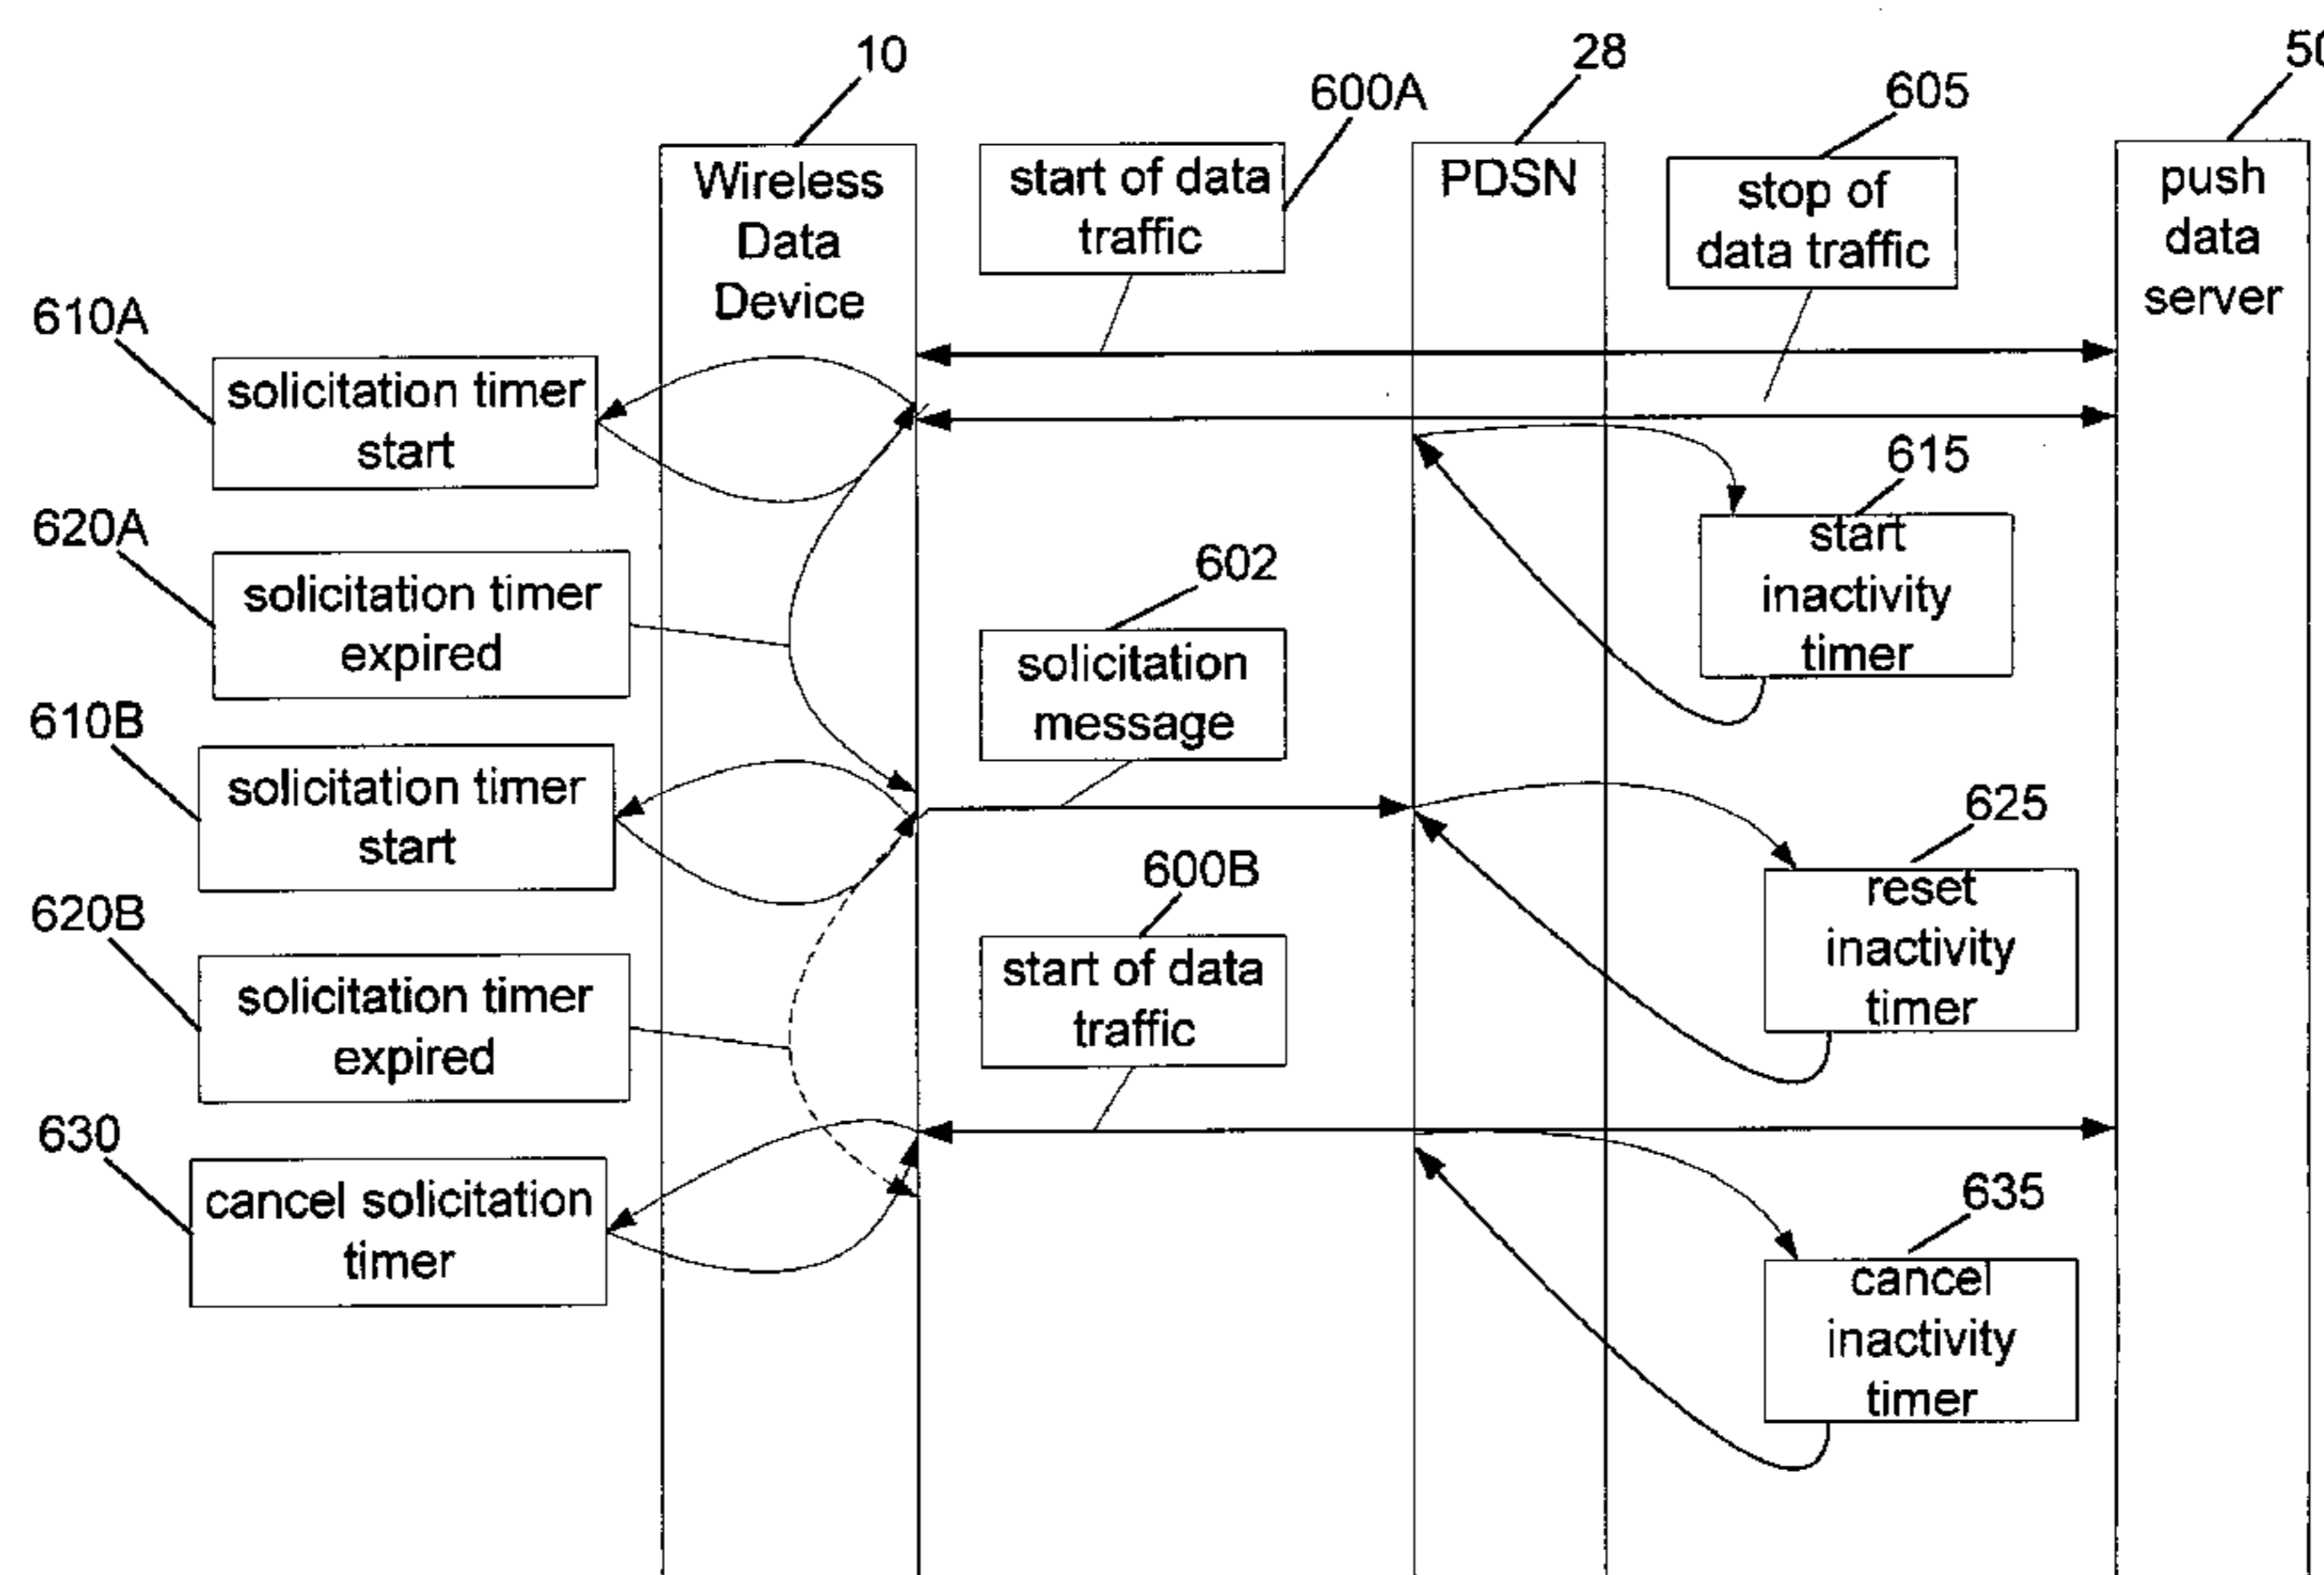 10
28
50
600A
605
Wireless
Data
Device
start of data
traffic
PDSN
stop of
data traffic
push
data
server
610A
solicitation timer
start
615
start
inactivity
timer
620A
solicitation timer
expired
602
solicitation
message
610B
solicitation timer
start
625
reset
inactivity
timer
600B
start of data
traffic
620B
solicitation timer
expired
630
cancel solicitation
timer
635
cancel
inactivity
timer